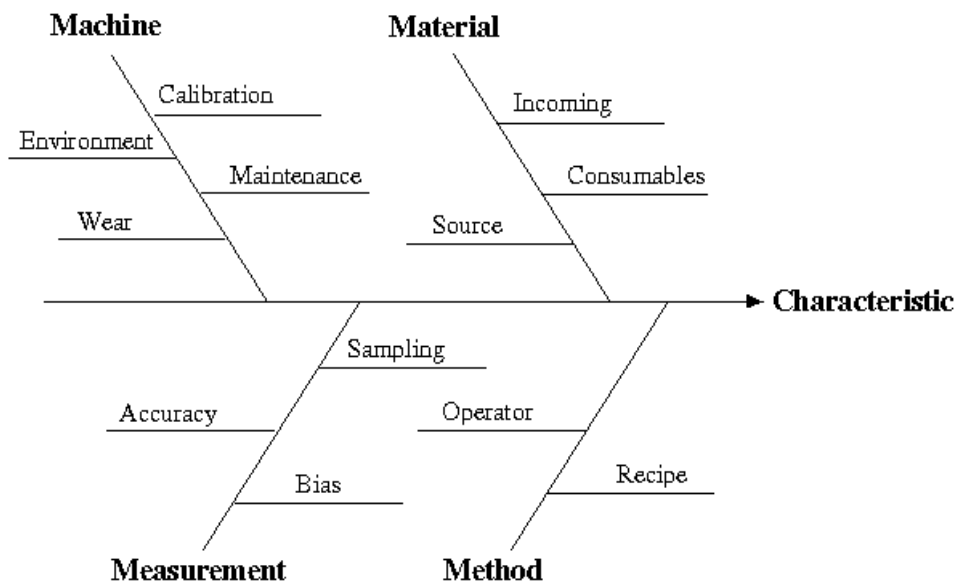 Machine
Material
Calibration
Incoming
Environment
Maintenance
Consumables
Wear
Source
Characteristic
Sampling
Accuracy
Operator
Bias
Recipe
Measurement
Method